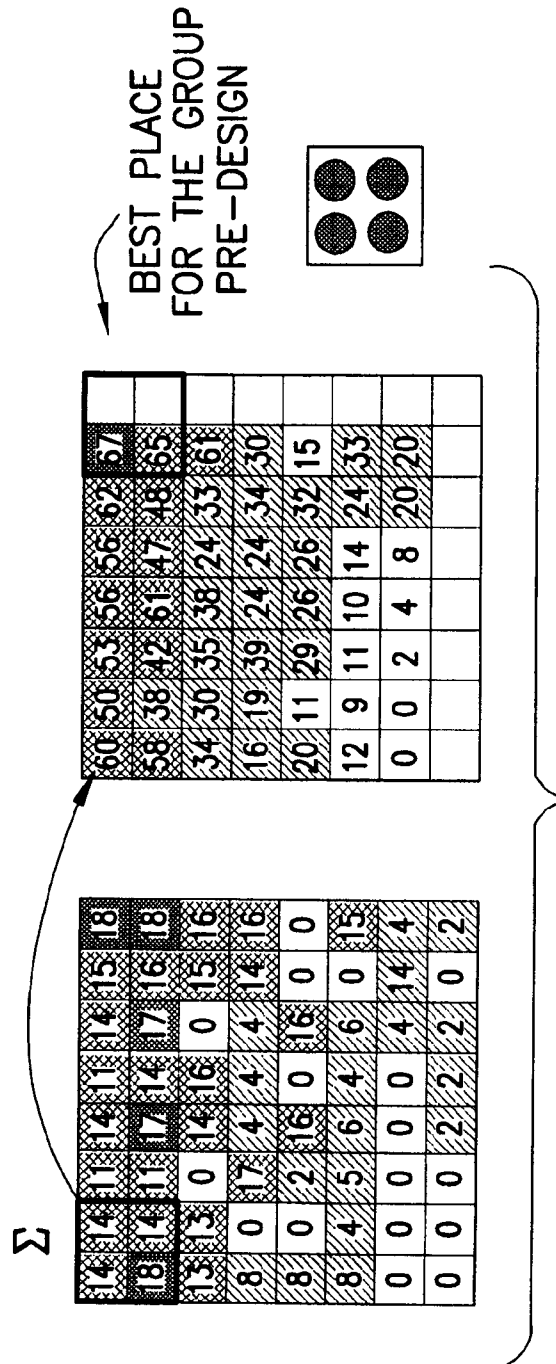 Σ
14 14 11 14 11 14 15 18
18 14 11 17 14 17 16 18
13 13 0 14 16 0 15 16
8 0 17 4 4 4 14 16
8 0 2 16 0 16 0 0
8 4 5 6 4 6 0 15
0 0 0 0 0 4 14 4
0 0 0 2 2 2 0 2
60 50 53 56 56 62 67
58 38 42 61 47 48 65
34 30 35 38 24 33 61
16 19 39 24 24 34 30
20 11 29 26 26 32 15
12 9 11 10 14 24 33
0 0 2 4 8 20 20
BEST PLACE
FOR THE GROUP
PRE-DESIGN